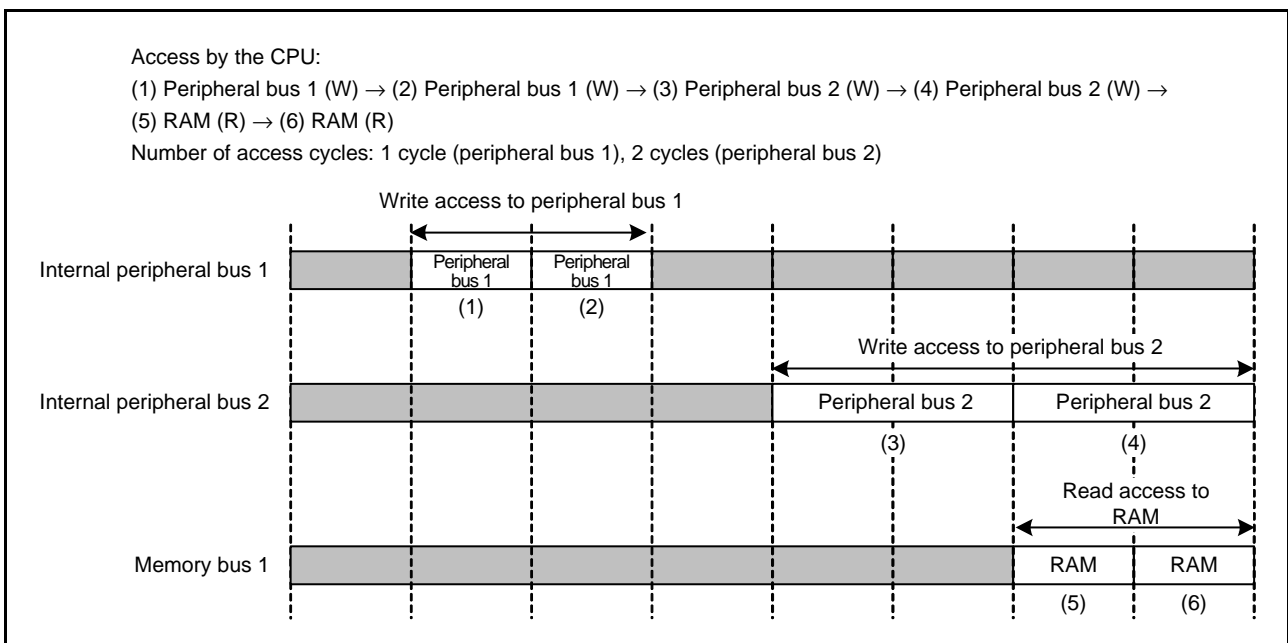 Access by the CPU:
(1) Peripheral bus 1 (W) → (2) Peripheral bus 1 (W) → (3) Peripheral bus 2 (W) → (4) Peripheral bus 2 (W) →
(5) RAM (R) → (6) RAM (R)
Number of access cycles: 1 cycle (peripheral bus 1), 2 cycles (peripheral bus 2)
Write access to peripheral bus 1
Internal peripheral bus 1
Peripheral
bus 1
Peripheral
bus 1
(1)
(2)
Write access to peripheral bus 2
Internal peripheral bus 2
Peripheral bus 2
Peripheral bus 2
(3)
(4)
Read access to
RAM
Memory bus 1
RAM
RAM
(5)
(6)